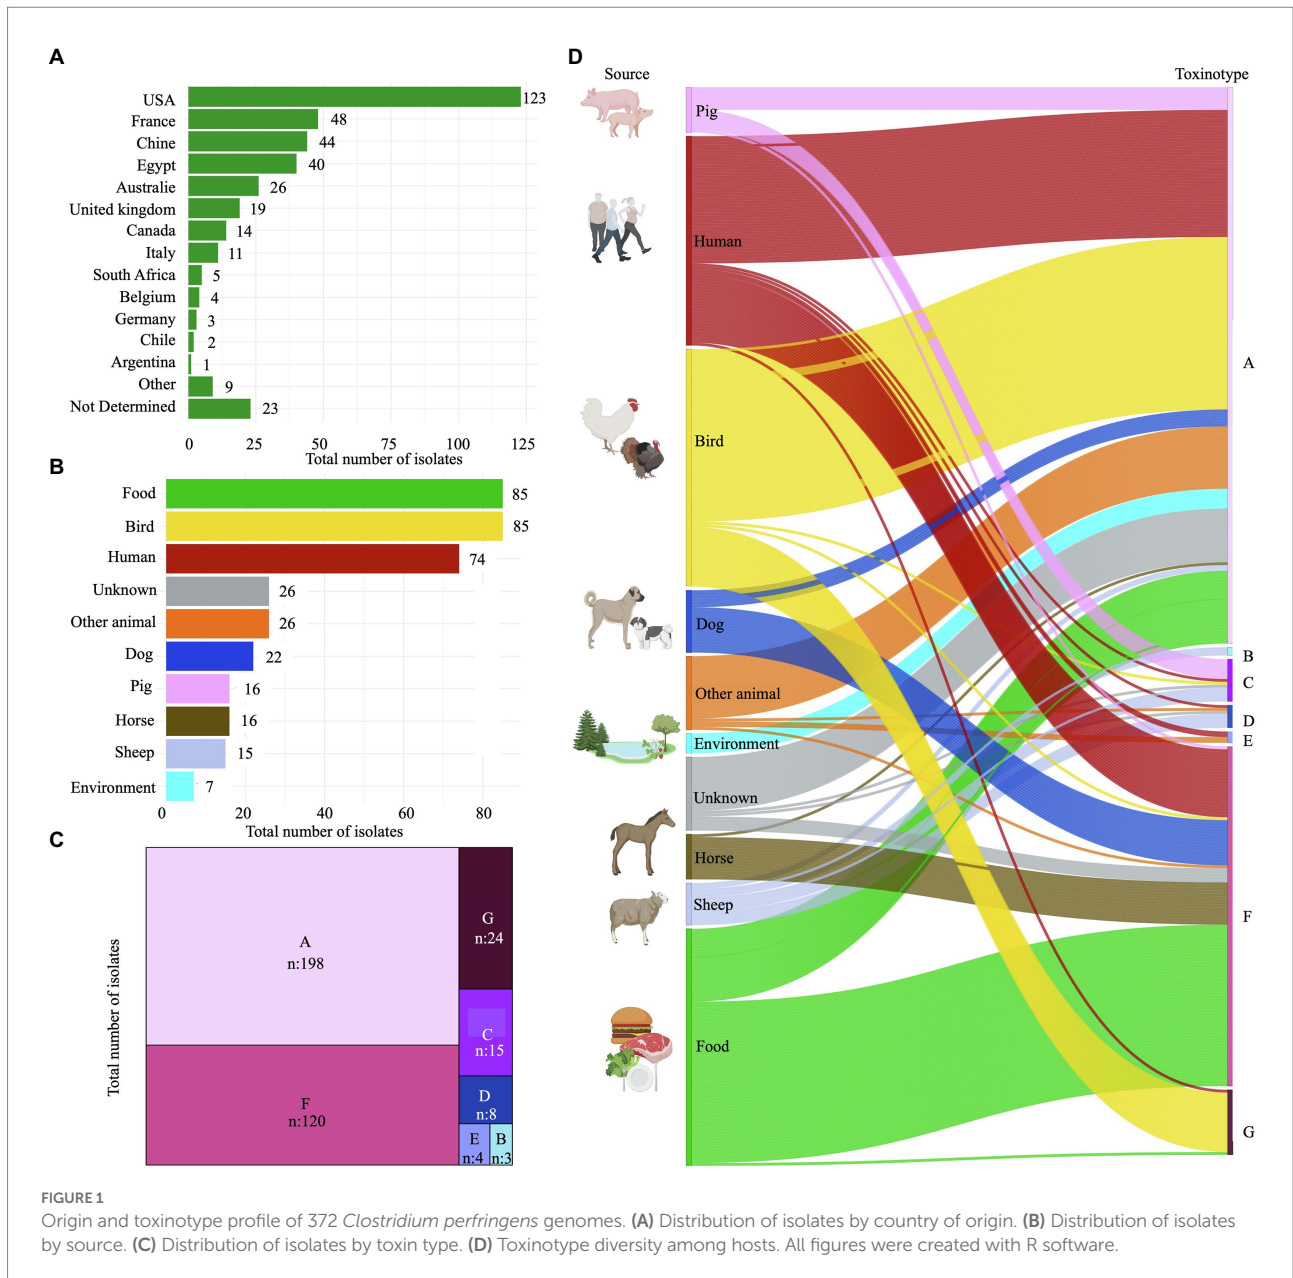 A
USA 123
France 48
Chine 44
Egypt 40
Australie 26
United kingdom 19
Canada 14
Italy 11
South Africa 5
Belgium 4
Germany 3
Chile 2
Argentina 1
Other 9
Not Determined 23
0 25 50 75 100 125
Total number of isolates
B
Food 85
Bird 85
Human 74
Unknown 26
Other animal 26
Dog 22
Pig 16
Horse 16
Sheep 15
Environment 7
0 20 40 60 80
Total number of isolates
C
Total number of isolates
A
n:198
F
n:120
G
n:24
C
n:15
D
n:8
E
n:4
B
n:3
D
Source
Toxinotype
Pig
Human
Bird
Dog
Other animal
Environment
Unknown
Horse
Sheep
Food
A
B
C
D
E
F
G
FIGURE 1
Origin and toxinotype profile of 372 Clostridium perfringens genomes. (A) Distribution of isolates by country of origin. (B) Distribution of isolates
by source. (C) Distribution of isolates by toxin type. (D) Toxinotype diversity among hosts. All figures were created with R software.